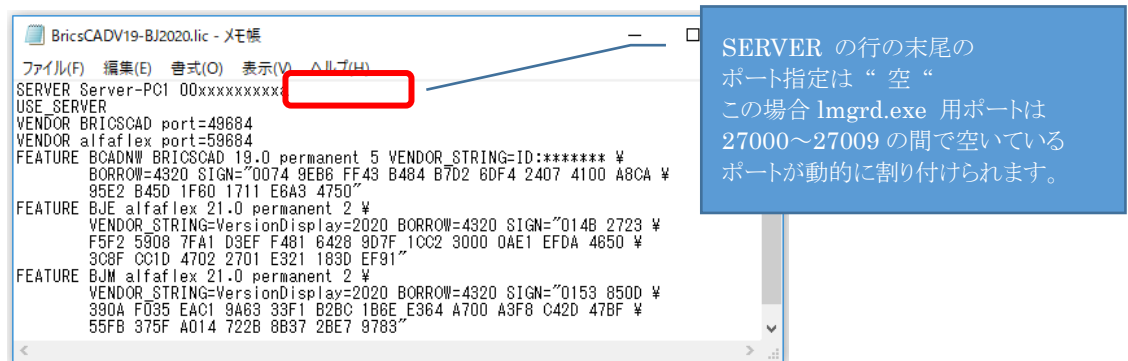 BricsCADV19-BJ2020.lic - メモ帳
ファイル(F) 編集(E) 書式(O) 表示(V) ヘルプ(H)
SERVER Server-PC1 00xxxxxxxxxx
USE_SERVER
VENDOR BRICSCAD port=49684
VENDOR alfaflex port=59684
FEATURE BCADNW BRICSCAD 19.0 permanent 5 VENDOR_STRING=ID:******* ¥
BORROW=4320 SIGN="0074 9EB6 FF43 B484 B7D2 6DF4 2407 4100 A8CA ¥
95E2 B45D 1F60 1711 E6A3 4750"
FEATURE BJE alfaflex 21.0 permanent 2 ¥
VENDOR_STRING=VersionDisplay=2020 BORROW=4320 SIGN="014B 2723 ¥
F5F2 5908 7FA1 D3EF F481 6428 9D7F 1CC2 3000 0AE1 EFDA 4650 ¥
3C8F CC1D 4702 2701 E321 183D EF91"
FEATURE BJM alfaflex 21.0 permanent 2 ¥
VENDOR_STRING=VersionDisplay=2020 BORROW=4320 SIGN="0153 850D ¥
390A F035 EAC1 9A63 33F1 B2BC 1B6E E364 A700 A3F8 C42D 47BF ¥
55FB 375F A014 722B 8B37 2BE7 9783"
SERVER の行の末尾の
ポート指定は “ 空 “
この場合 lmgrd.exe 用ポートは
27000～27009 の間で空いている
ポートが動的に割り付けられます。